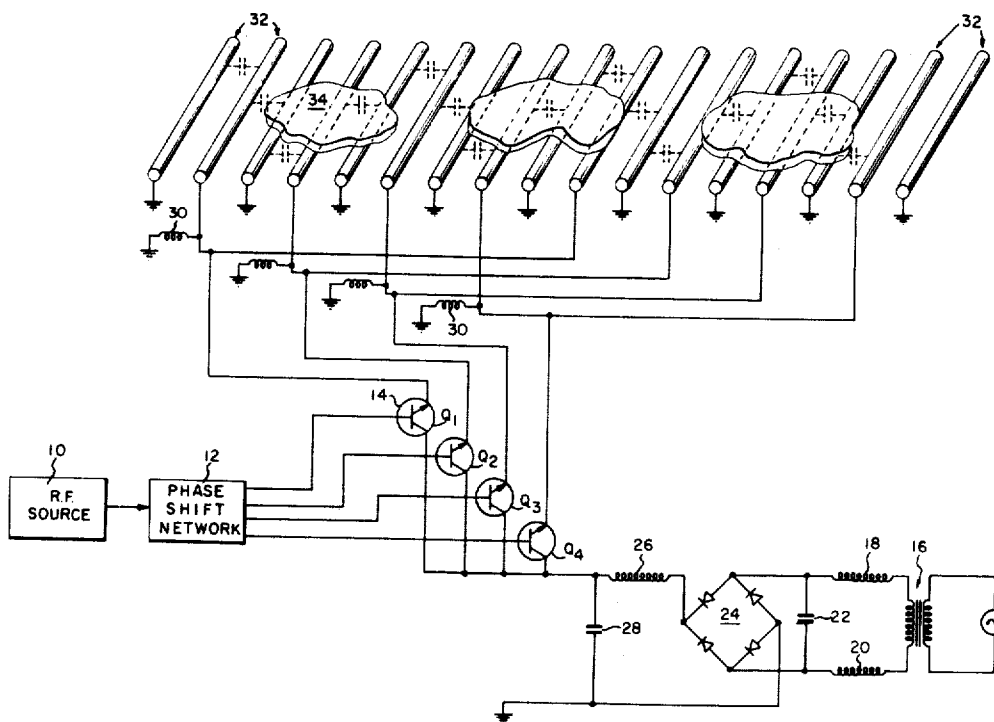 32
32
34
30
30
14
Q1
Q2
Q3
Q4
10
R.F.
SOURCE
12
PHASE
SHIFT
NETWORK
26
24
28
22
18
20
16